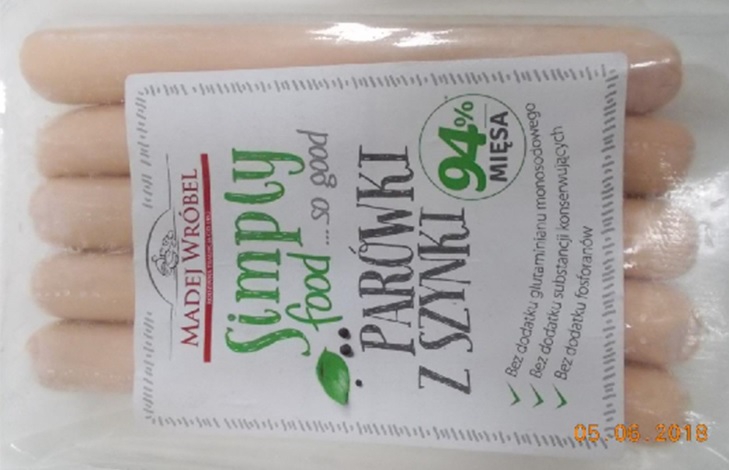 MADEJ WRÓBEL
Simply
food ... so good
PARÓWKI
Z SZYNKI
94%
MIĘSA
Bez dodatku glutaminianu monosodowego
Bez dodatku substancji konserwujących
Bez dodatku fosforanów
05.06.2018